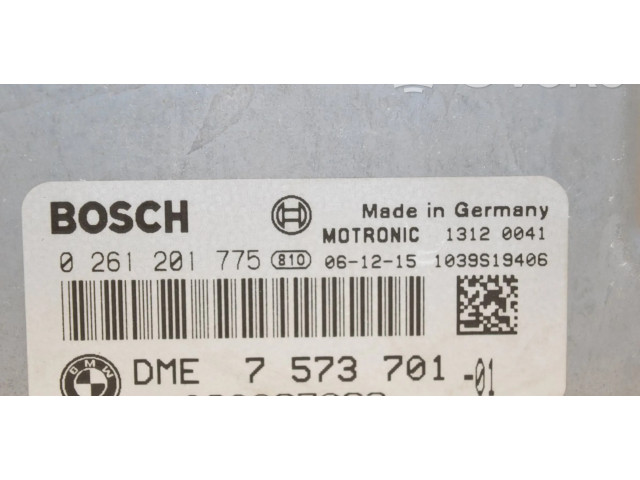 BOSCH
Made in Germany
MOTRONIC 1312 0041
0 261 201 775 810 06-12-15 1039S19406
BMW
DME 7 573 701 -01